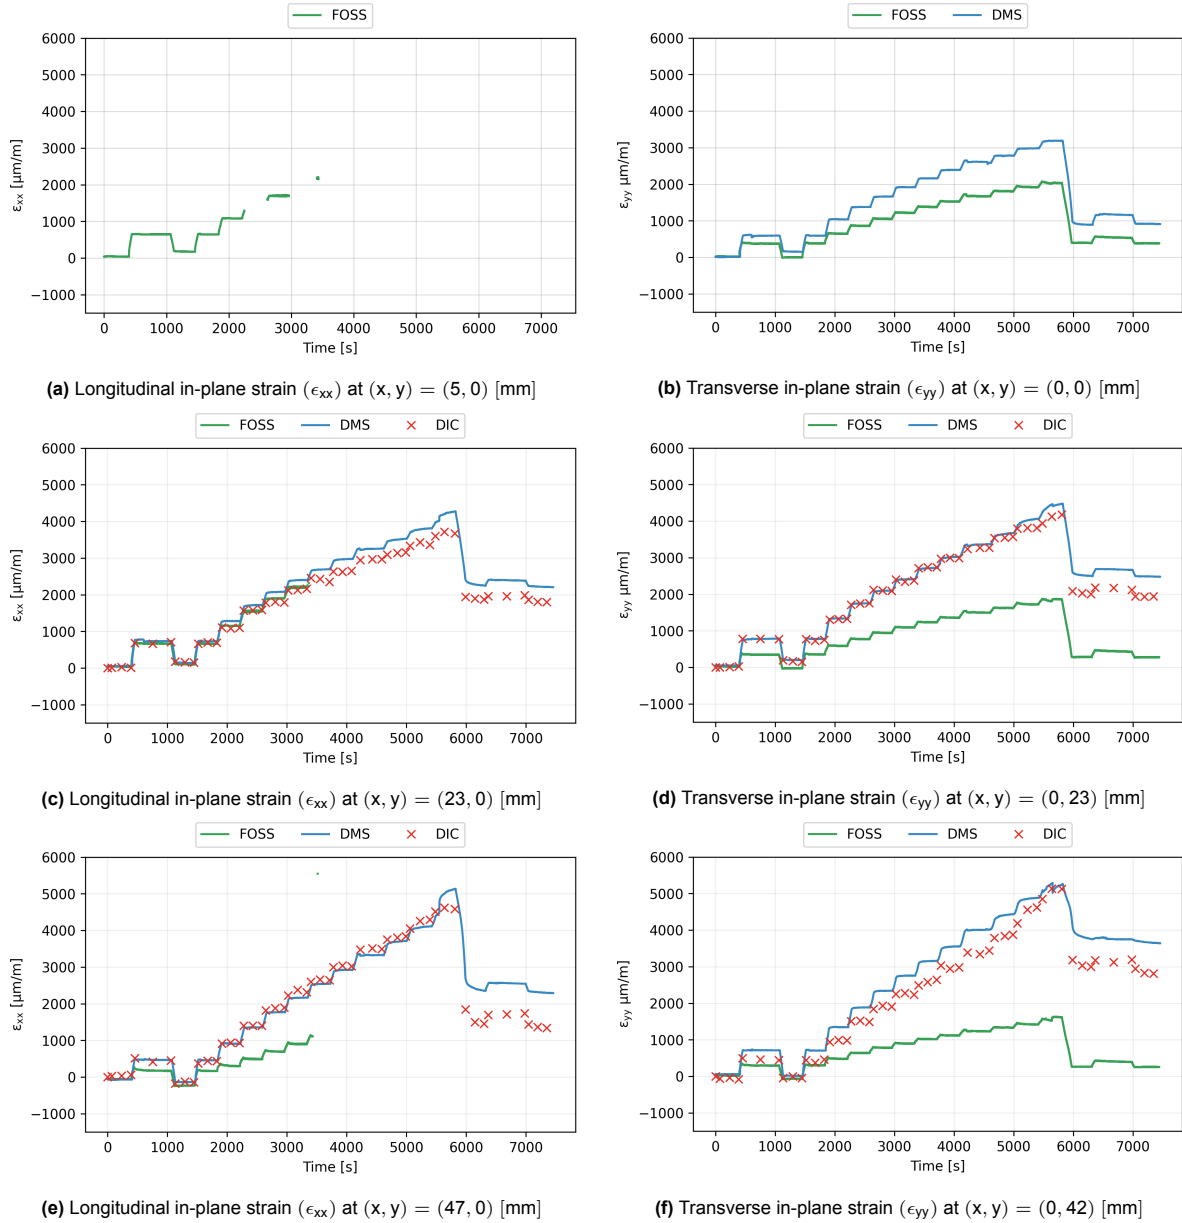 FOSS
6000
5000
4000
3000
2000
1000
0
−1000
εxx [µm/m]
0 1000 2000 3000 4000 5000 6000 7000
Time [s]
(a) Longitudinal in-plane strain (ϵxx) at (x, y) = (5, 0) [mm]
FOSS DMS
6000
5000
4000
3000
2000
1000
0
−1000
εyy µm/m]
0 1000 2000 3000 4000 5000 6000 7000
Time [s]
(b) Transverse in-plane strain (ϵyy) at (x, y) = (0, 0) [mm]
FOSS DMS DIC
6000
5000
4000
3000
2000
1000
0
−1000
εxx [µm/m]
0 1000 2000 3000 4000 5000 6000 7000
Time [s]
(c) Longitudinal in-plane strain (ϵxx) at (x, y) = (23, 0) [mm]
FOSS DMS DIC
6000
5000
4000
3000
2000
1000
0
−1000
εyy µm/m]
0 1000 2000 3000 4000 5000 6000 7000
Time [s]
(d) Transverse in-plane strain (ϵyy) at (x, y) = (0, 23) [mm]
FOSS DMS DIC
6000
5000
4000
3000
2000
1000
0
−1000
εxx [µm/m]
0 1000 2000 3000 4000 5000 6000 7000
Time [s]
(e) Longitudinal in-plane strain (ϵxx) at (x, y) = (47, 0) [mm]
FOSS DMS DIC
6000
5000
4000
3000
2000
1000
0
−1000
εyy µm/m]
0 1000 2000 3000 4000 5000 6000 7000
Time [s]
(f) Transverse in-plane strain (ϵyy) at (x, y) = (0, 42) [mm]